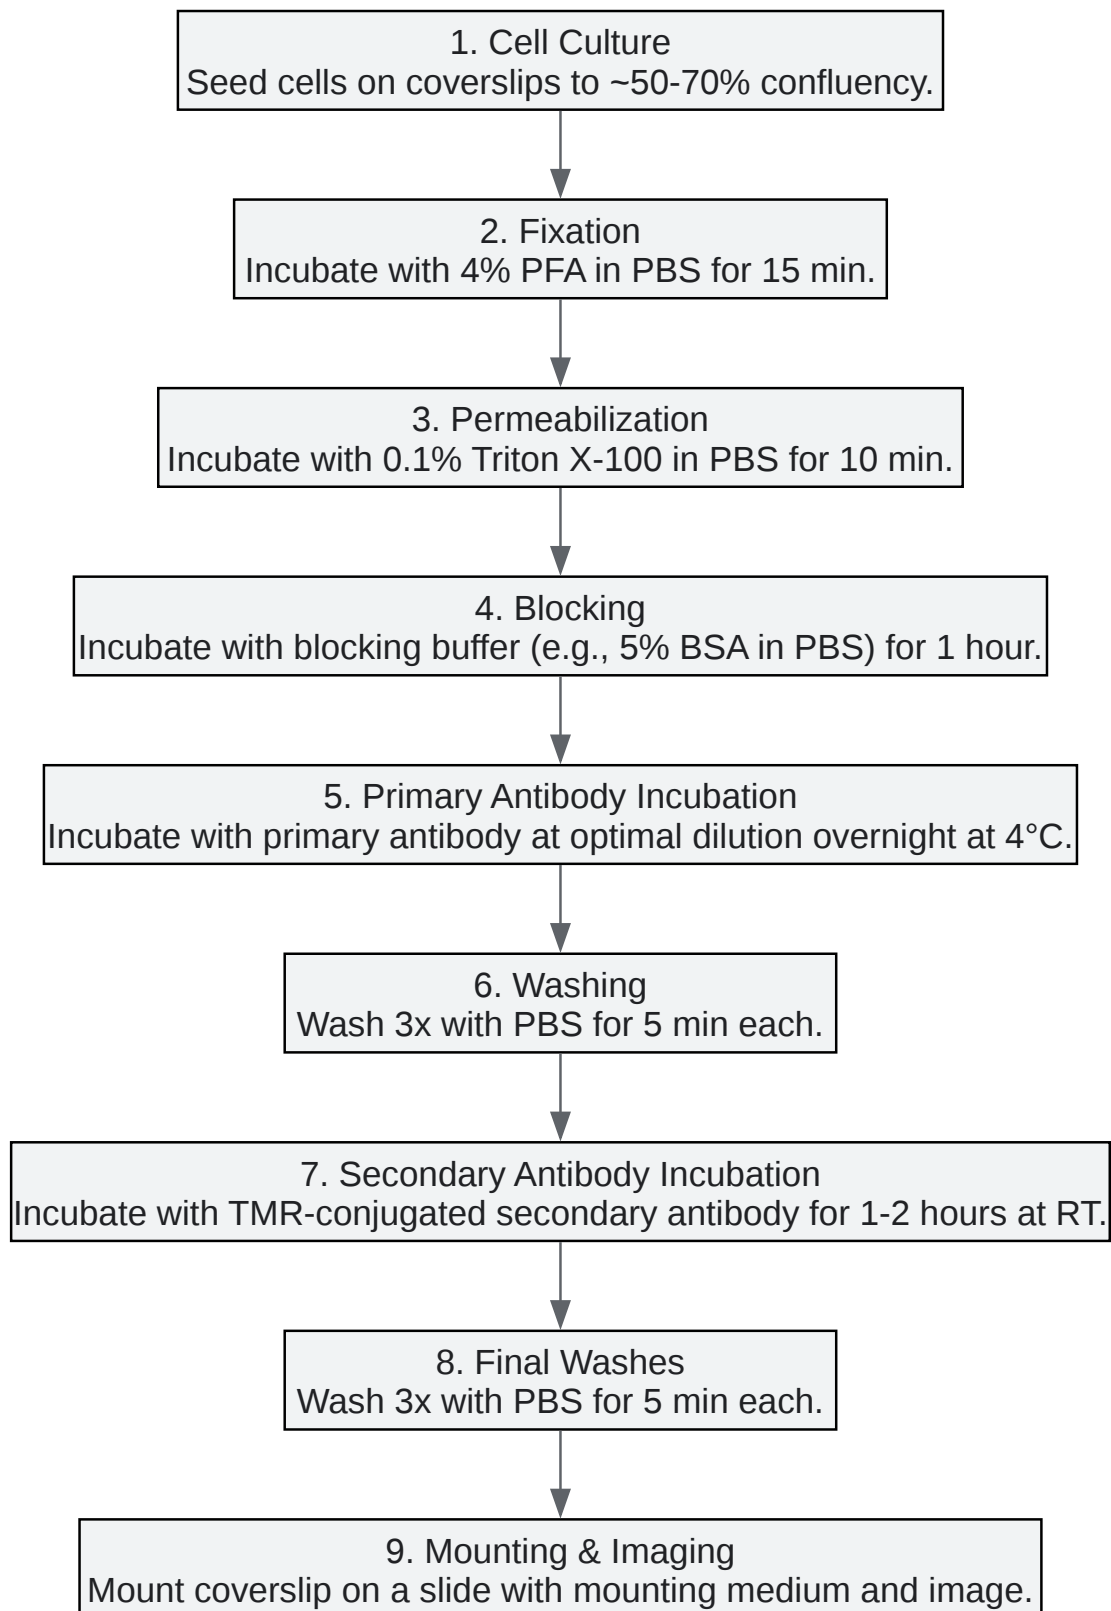 1. Cell Culture
Seed cells on coverslips to ~50-70% confluency.
2. Fixation
Incubate with 4% PFA in PBS for 15 min.
3. Permeabilization
Incubate with 0.1% Triton X-100 in PBS for 10 min.
4. Blocking
Incubate with blocking buffer (e.g., 5% BSA in PBS) for 1 hour.
5. Primary Antibody Incubation
Incubate with primary antibody at optimal dilution overnight at 4°C.
6. Washing
Wash 3x with PBS for 5 min each.
7. Secondary Antibody Incubation
Incubate with TMR-conjugated secondary antibody for 1-2 hours at RT.
8. Final Washes
Wash 3x with PBS for 5 min each.
9. Mounting & Imaging
Mount coverslip on a slide with mounting medium and image.